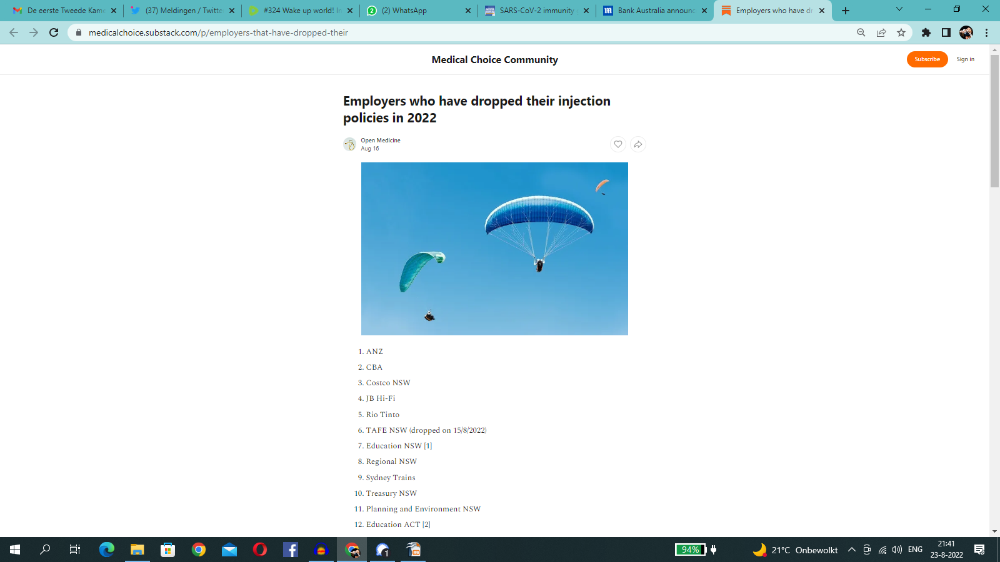 De eerste Tweede Kame
(37) Meldingen / Twitte
#324 Wake up world! In
(2) WhatsApp
SARS-CoV-2 immunity
Bank Australia announc
Employers who have dr
medicalchoice.substack.com/p/employers-that-have-dropped-their
Medical Choice Community
Subscribe
Sign in
Employers who have dropped their injection
policies in 2022
Open Medicine
Aug 16
1. ANZ
2. CBA
3. Costco NSW
4. JB Hi-Fi
5. Rio Tinto
6. TAFE NSW (dropped on 15/8/2022)
7. Education NSW [1]
8. Regional NSW
9. Sydney Trains
10. Treasury NSW
11. Planning and Environment NSW
12. Education ACT [2]
94%
21°C Onbewolkt
ENG
21:41
23-8-2022